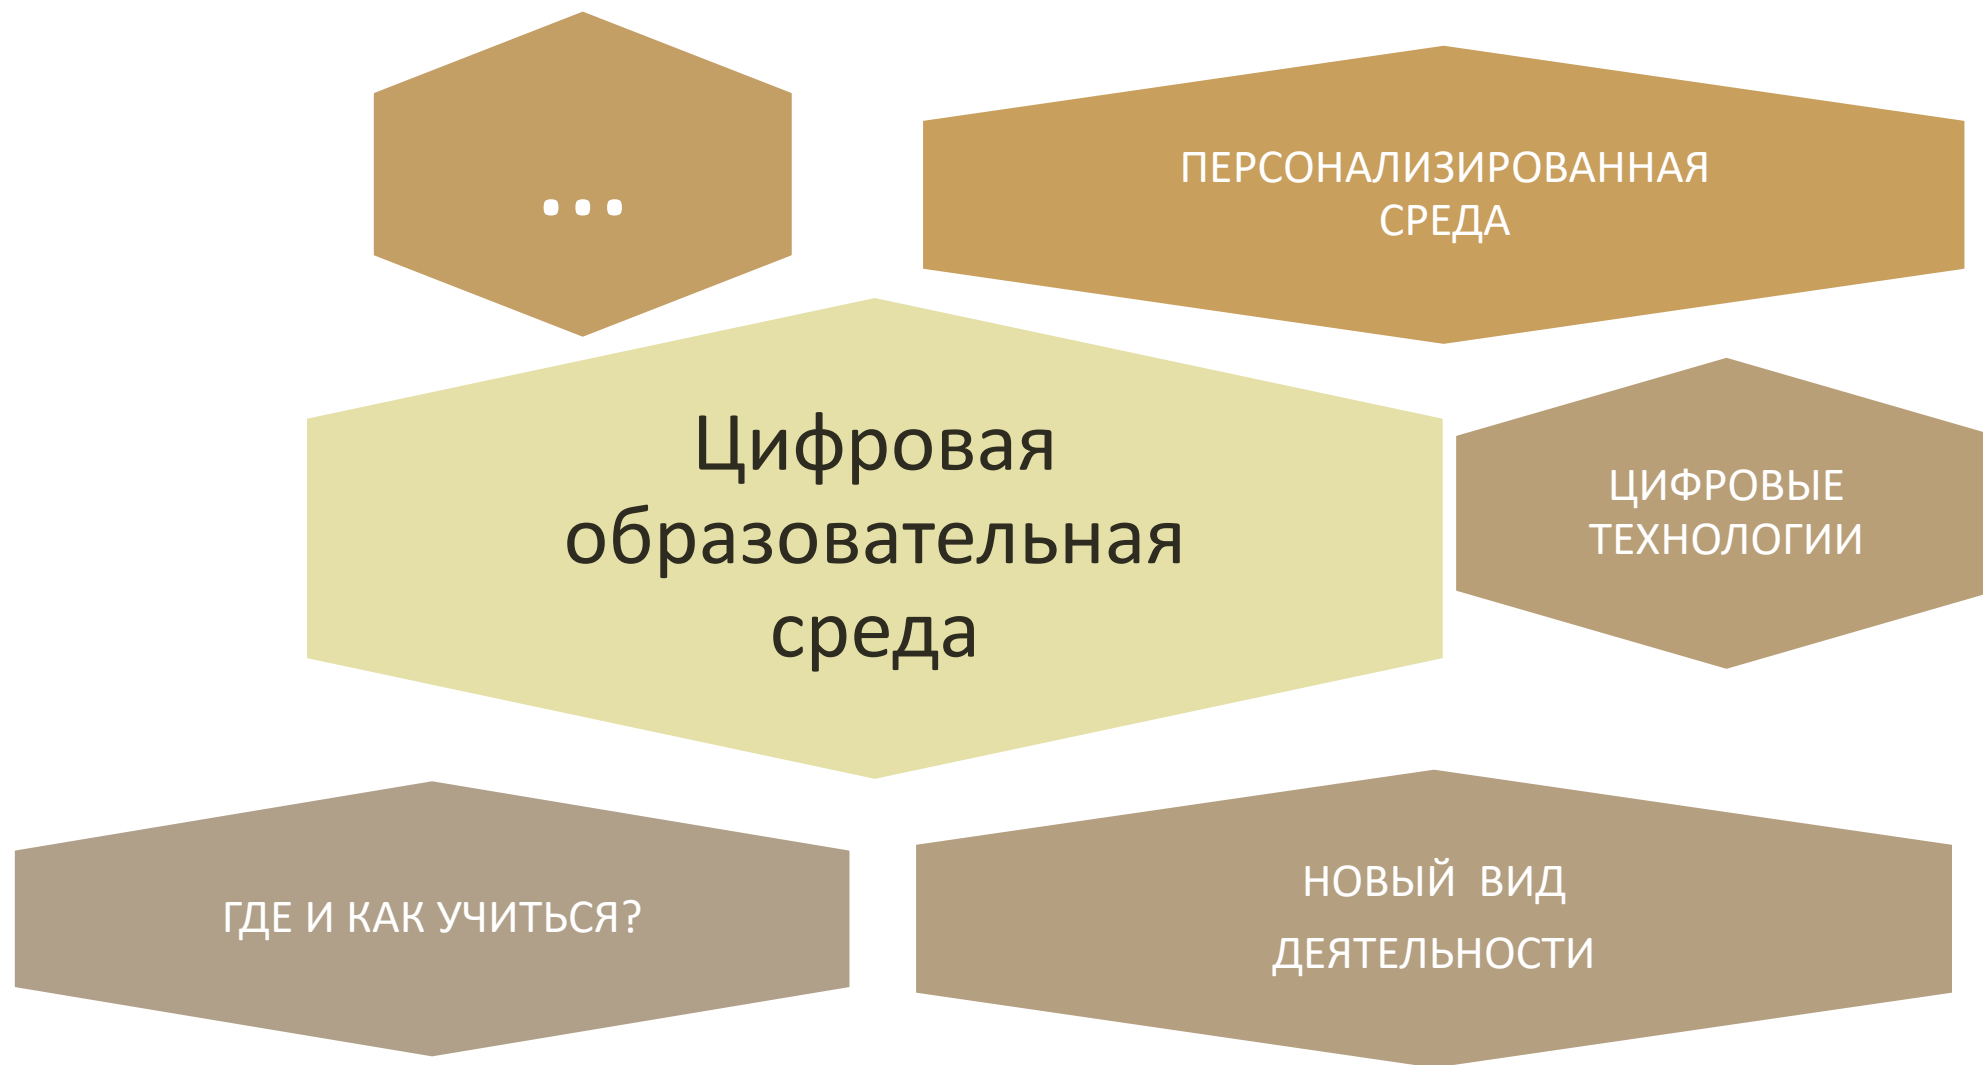 ...
ПЕРСОНАЛИЗИРОВАННАЯ
СРЕДА
Цифровая
образовательная
среда
ЦИФРОВЫЕ
ТЕХНОЛОГИИ
ГДЕ И КАК УЧИТЬСЯ?
НОВЫЙ ВИД
ДЕЯТЕЛЬНОСТИ